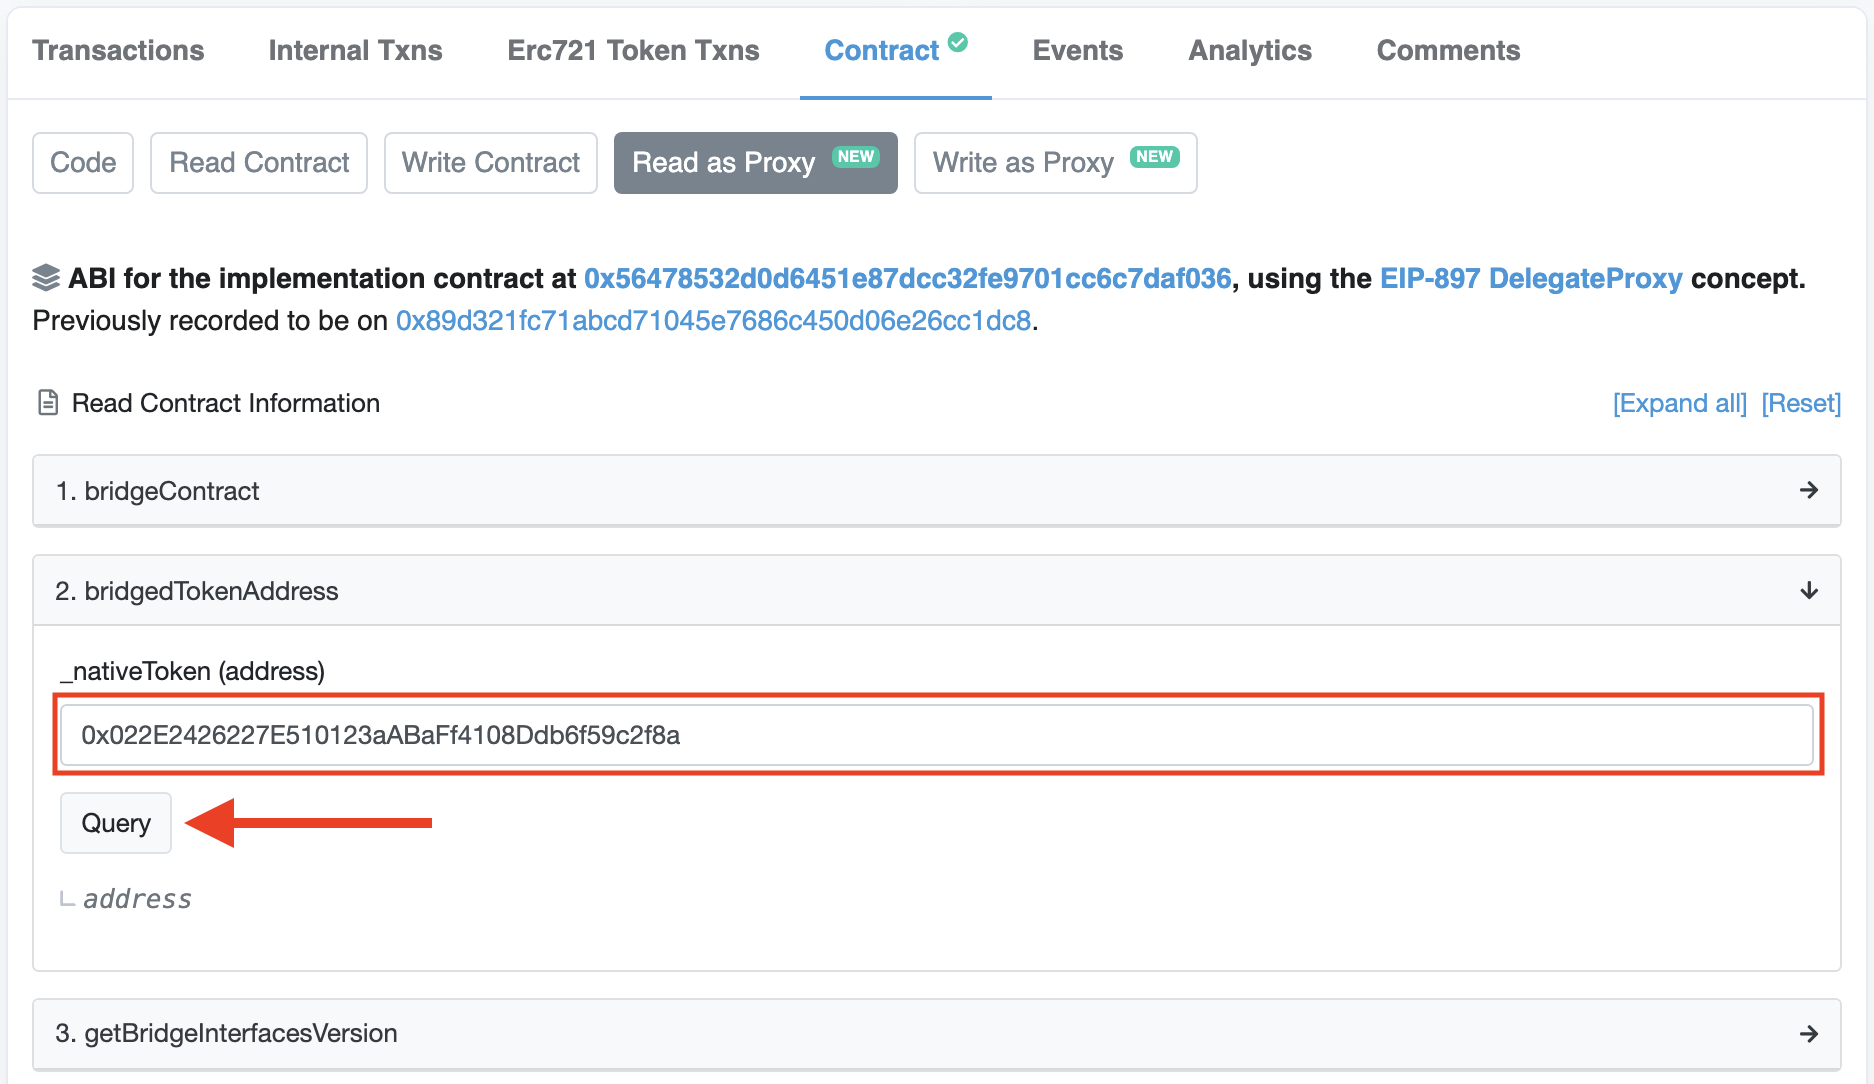 Transactions Internal Txns Erc721 Token Txns Contract Events Analytics Comments
Code Read Contract Write Contract Read as Proxy NEW Write as Proxy NEW
ABI for the implementation contract at 0x56478532d0d6451e87dcc32fe9701cc6c7daf036, using the EIP-897 DelegateProxy concept.
Previously recorded to be on 0x89d321fc71abcd71045e7686c450d06e26cc1dc8.
Read Contract Information [Expand all] [Reset]
1. bridgeContract
2. bridgedTokenAddress
_nativeToken (address)
0x022E2426227E510123aABaFf4108Ddb6f59c2f8a
Query
address
3. getBridgeInterfacesVersion